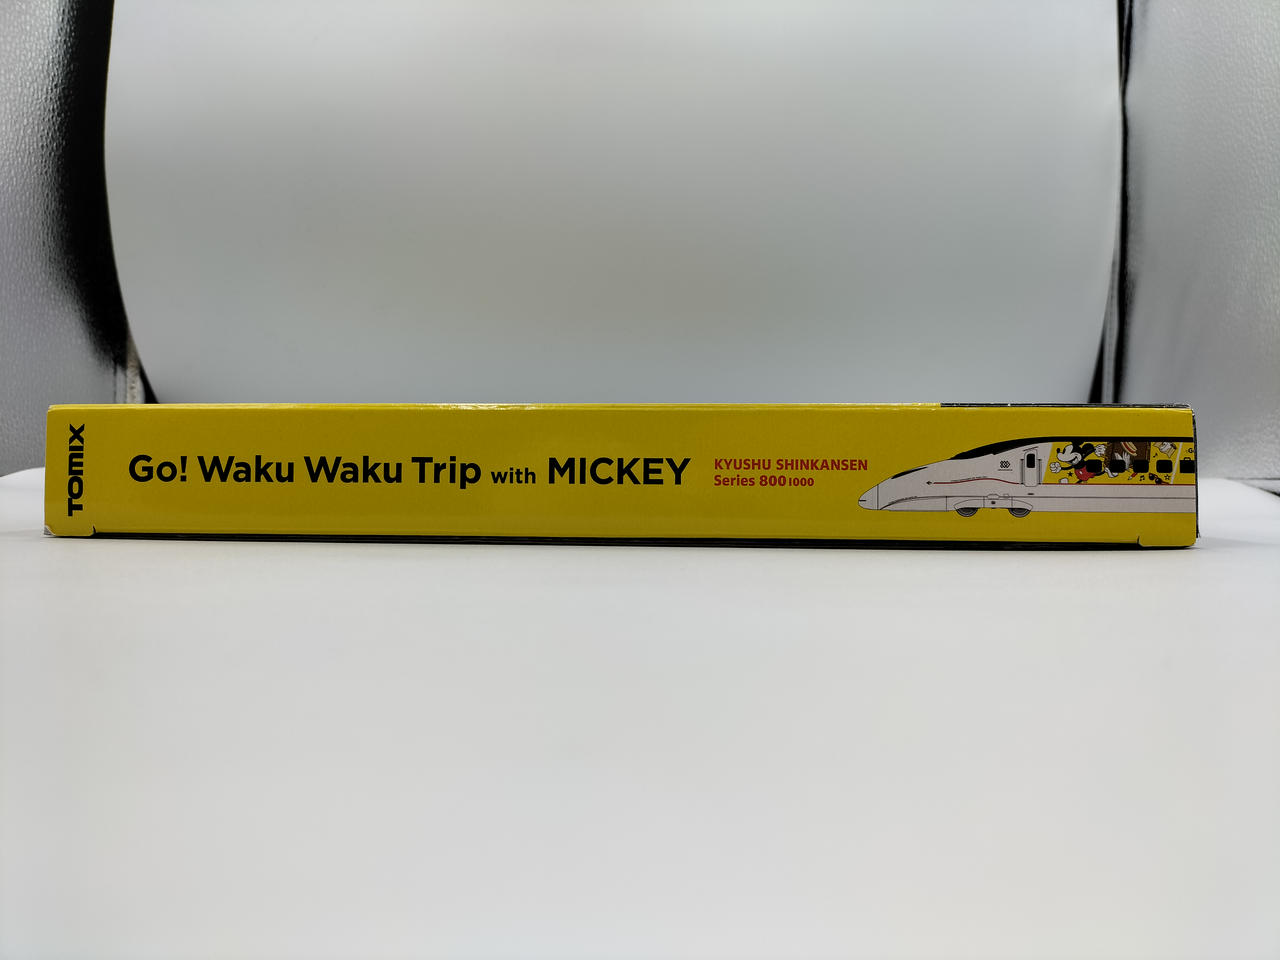 TOMIX
Go! Waku Waku Trip with MICKEY
KYUSHU SHINKANSEN
Series 800 1000